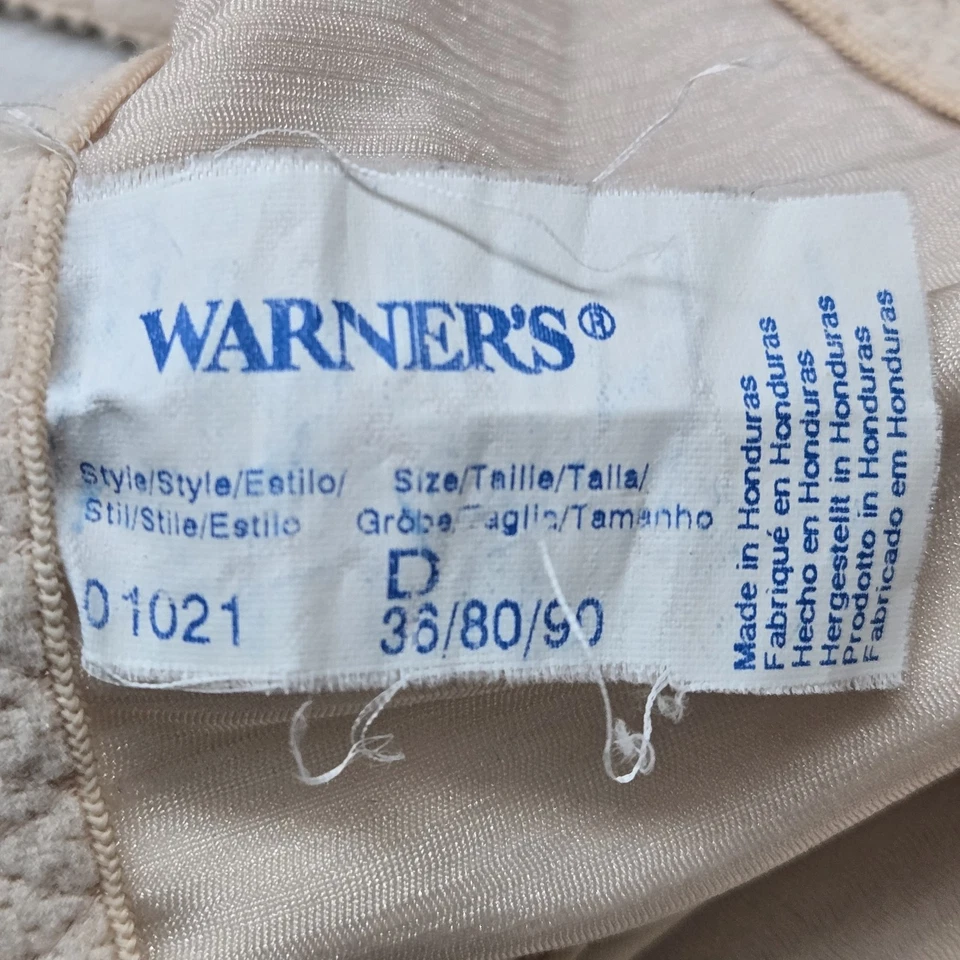 WARNER'S®
Style/Style/Estilo/
Stil/Stile/Estilo
01021
Size/Taille/Talla/
Größe/Taglia/Tamanho
D
36/80/90
Made in Honduras
Fabriqué en Honduras
Hecho en Honduras
Hergestellt in Honduras
Prodotto in Honduras
Fabricado em Honduras